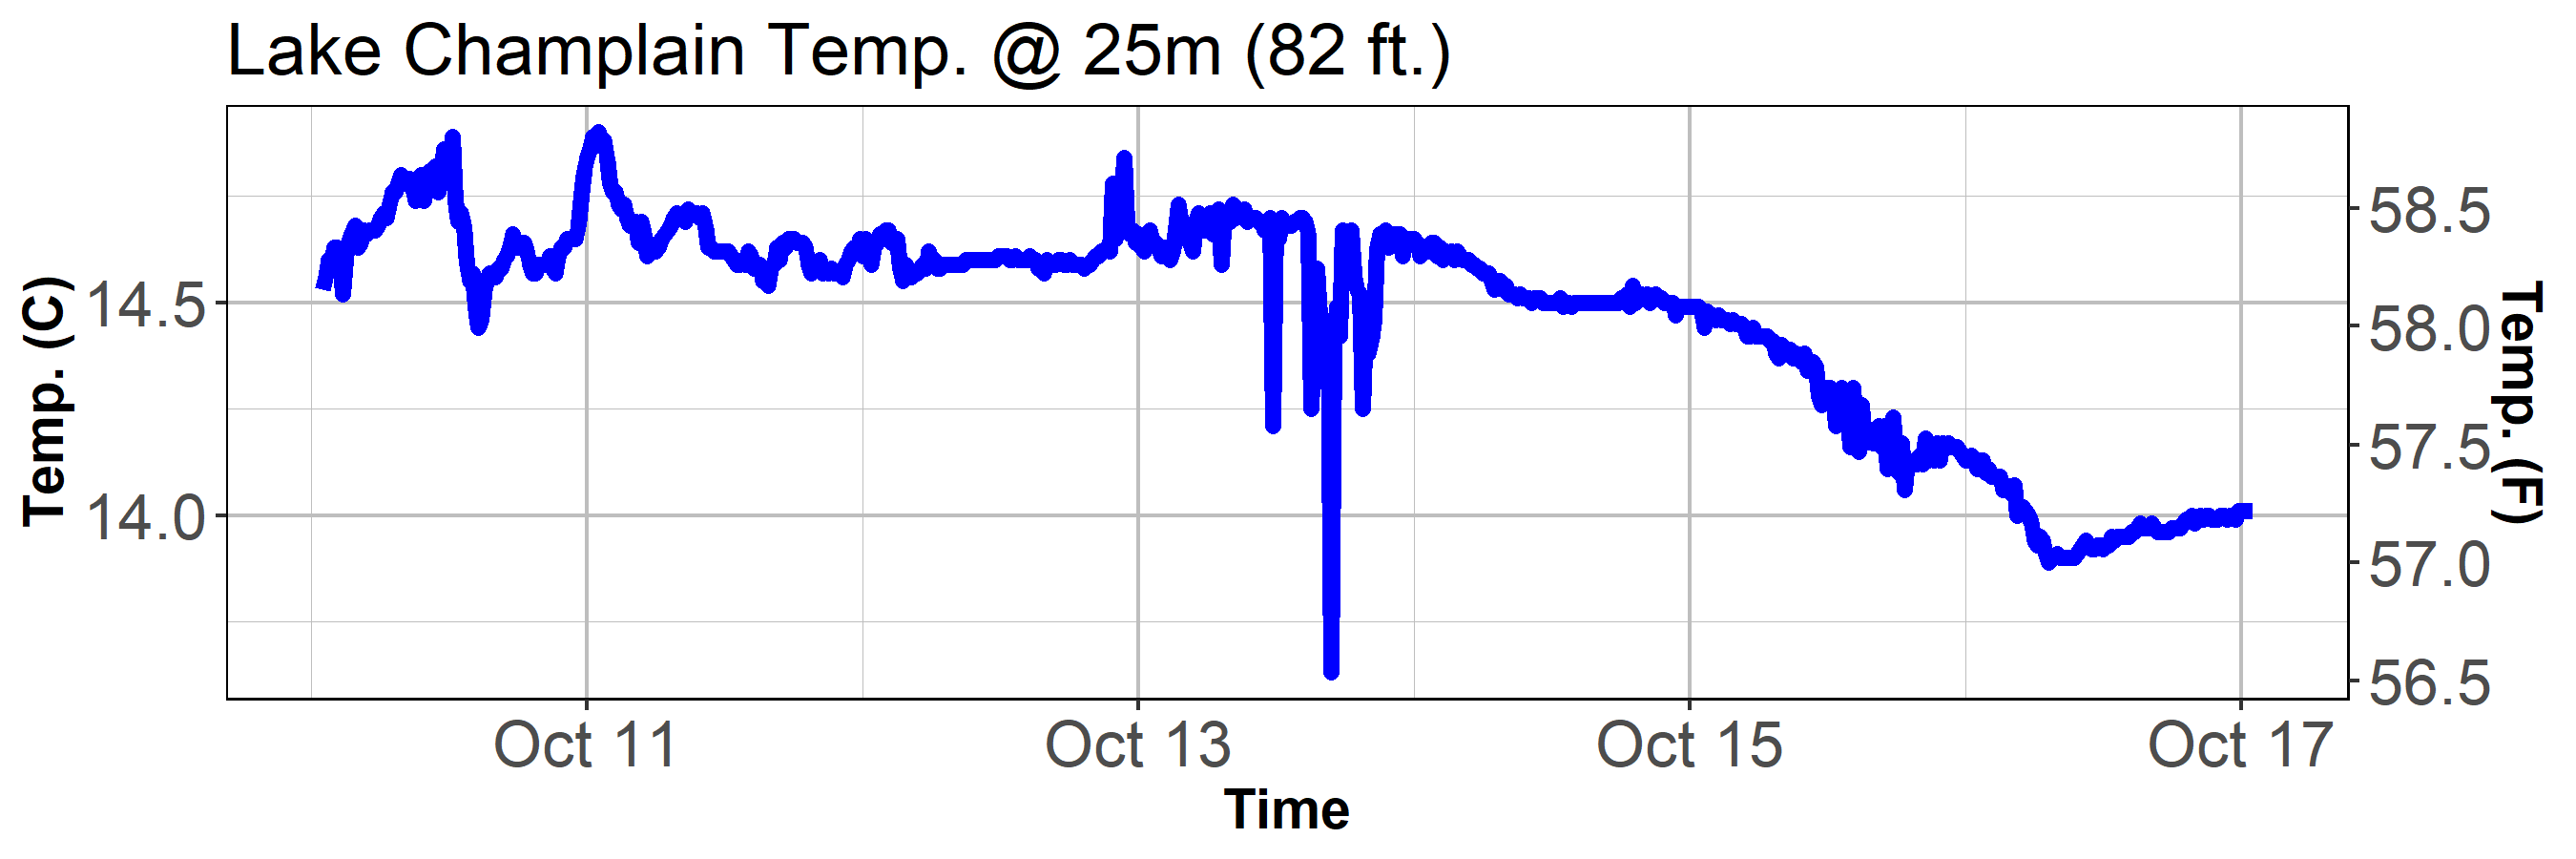 Lake Champlain Temp. @ 25m (82 ft.)
Temp. (C)
14.5
14.0
58.5
58.0
57.5
57.0
56.5
Temp. (F)
Oct 11
Oct 13
Oct 15
Oct 17
Time